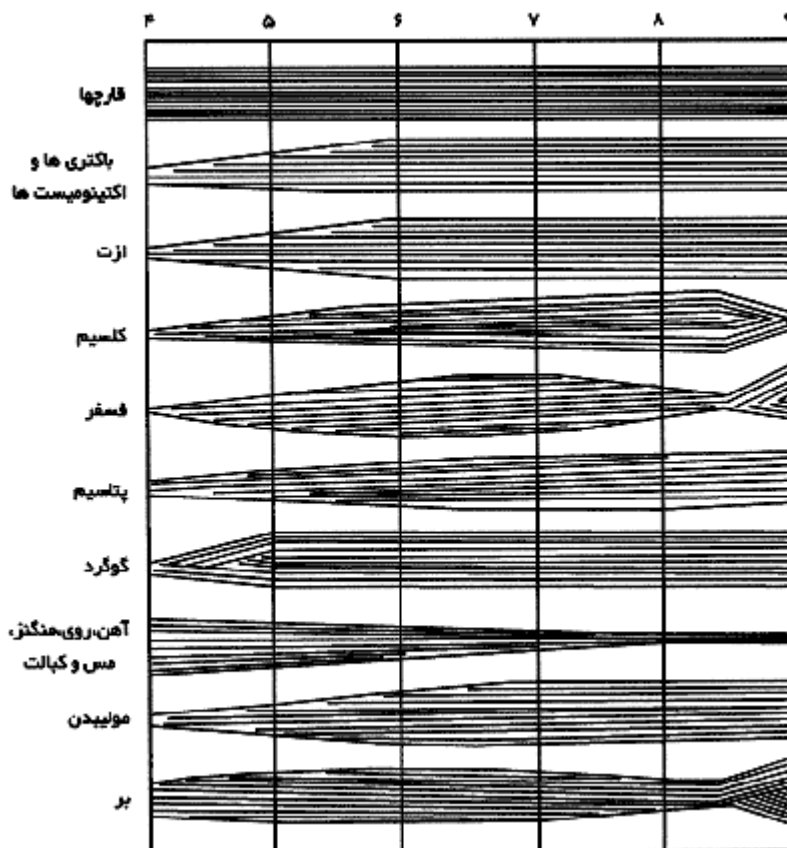 ۴ ۵ ۶ ۷ ۸ ۹
قارچها
باکتری ها و
اکتینومیست ها
ازت
کلسیم
فسفر
پتاسیم
گوگرد
آهن،روی،منگنز،
مس و کبالت
مولیبدن
بر